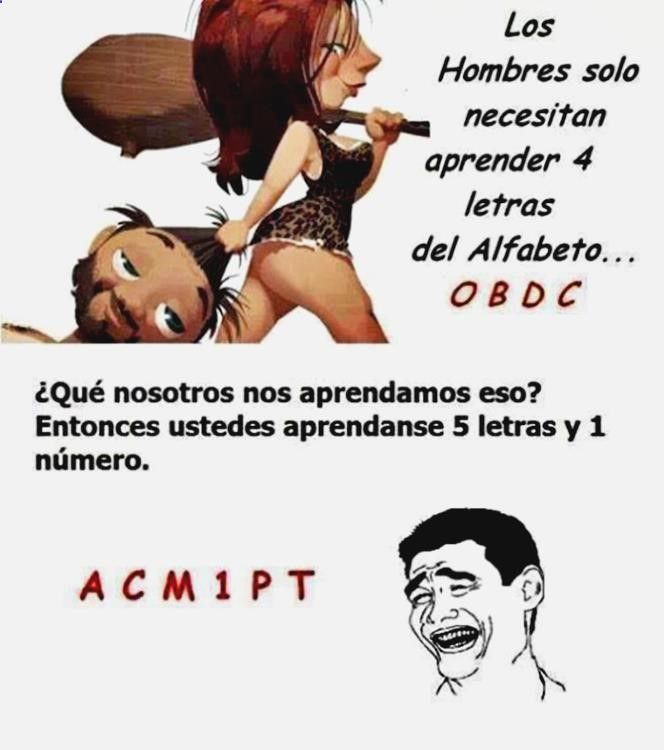 Los
Hombres solo
necesitan
aprender 4
letras
del Alfabeto...
O B D C
¿Qué nosotros nos aprendamos eso?
Entonces ustedes aprendanse 5 letras y 1
número.
A C M 1 P T